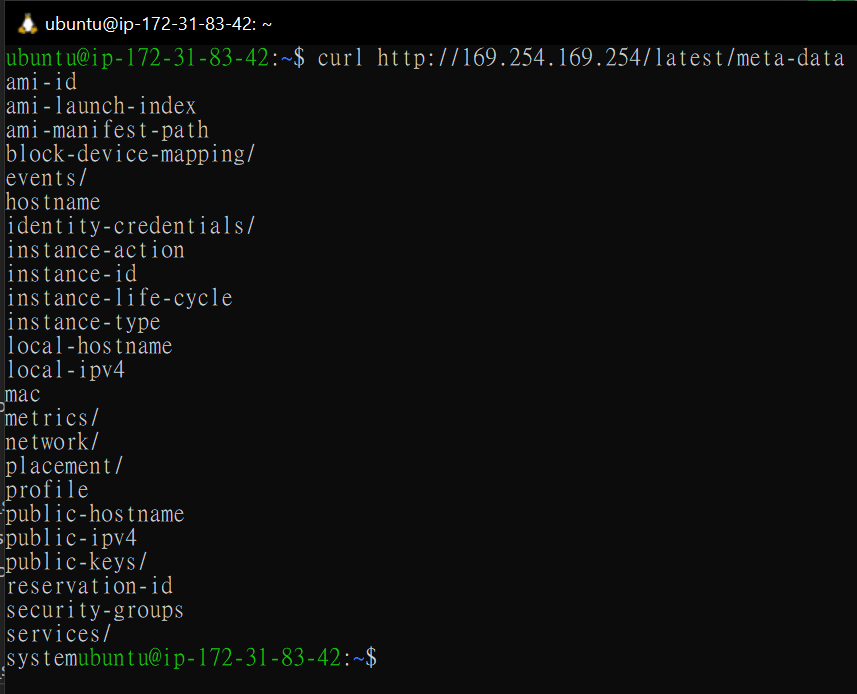 ubuntu@ip-172-31-83-42: ~
ubuntu@ip-172-31-83-42:~$ curl http://169.254.169.254/latest/meta-data
ami-id
ami-launch-index
ami-manifest-path
block-device-mapping/
events/
hostname
identity-credentials/
instance-action
instance-id
instance-life-cycle
instance-type
local-hostname
local-ipv4
mac
metrics/
network/
placement/
profile
public-hostname
public-ipv4
public-keys/
reservation-id
security-groups
services/
systemubuntu@ip-172-31-83-42:~$